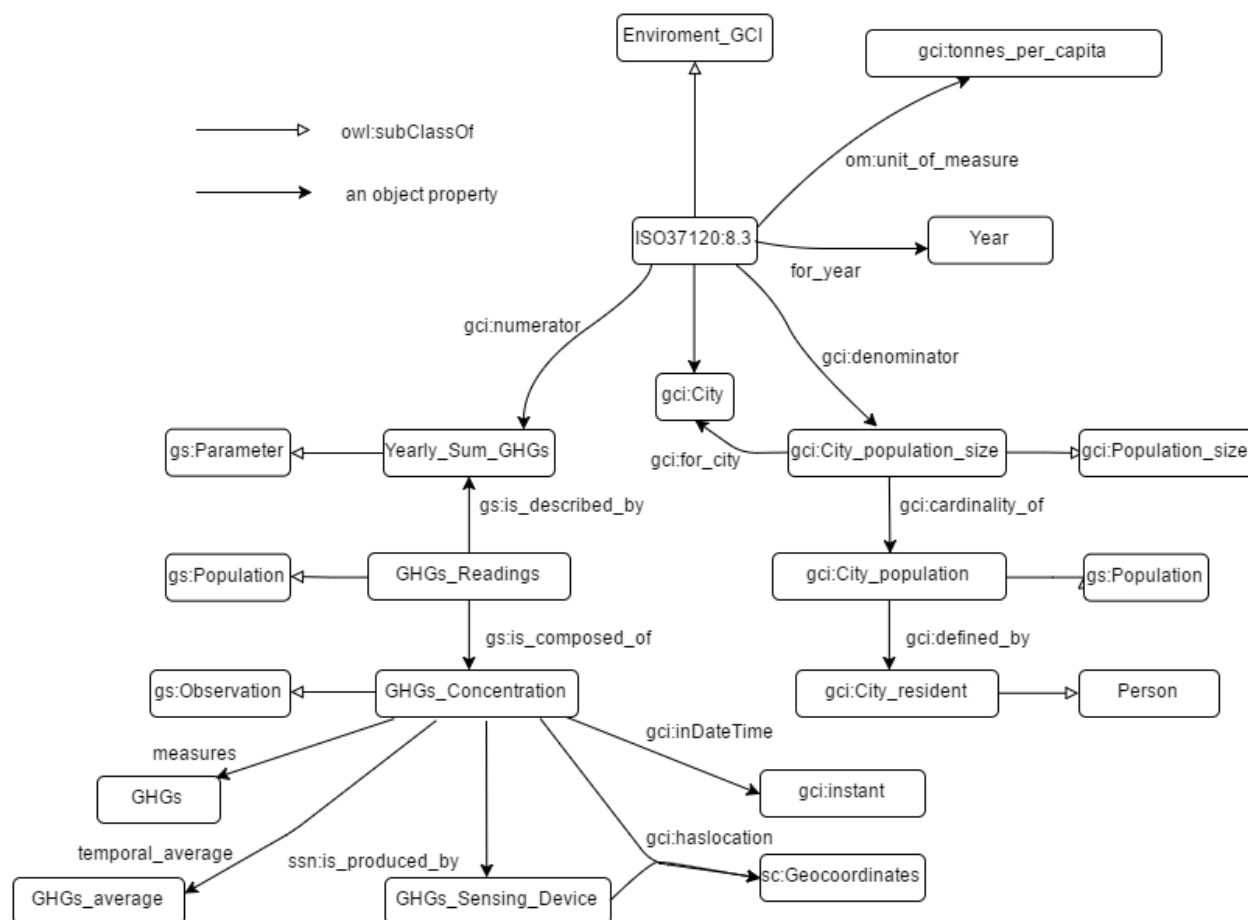 Enviroment_GCI
gci:tonnes_per_capita
owl:subClassOf
om:unit_of_measure
an object property
ISO37120:8.3
Year
for_year
gci:numerator
gci:denominator
gci:City
gs:Parameter
Yearly_Sum_GHGs
gci:for_city
gci:City_population_size
gci:Population_size
gs:is_described_by
gci:cardinality_of
gs:Population
GHGs_Readings
gci:City_population
gs:Population
gs:is_composed_of
gci:defined_by
gs:Observation
GHGs_Concentration
gci:City_resident
Person
measures
gci:inDateTime
GHGs
gci:instant
temporal_average
ssn:is_produced_by
gci:haslocation
GHGs_average
GHGs_Sensing_Device
sc:Geocoordinates